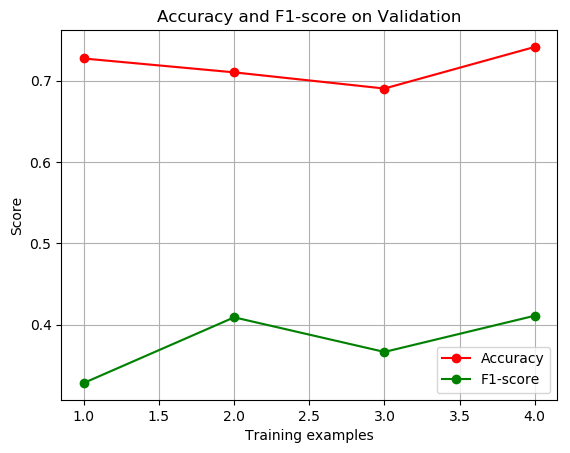 Accuracy and F1-score on Validation
Score
0.7
0.6
0.5
0.4
Accuracy
F1-score
1.0 1.5 2.0 2.5 3.0 3.5 4.0
Training examples